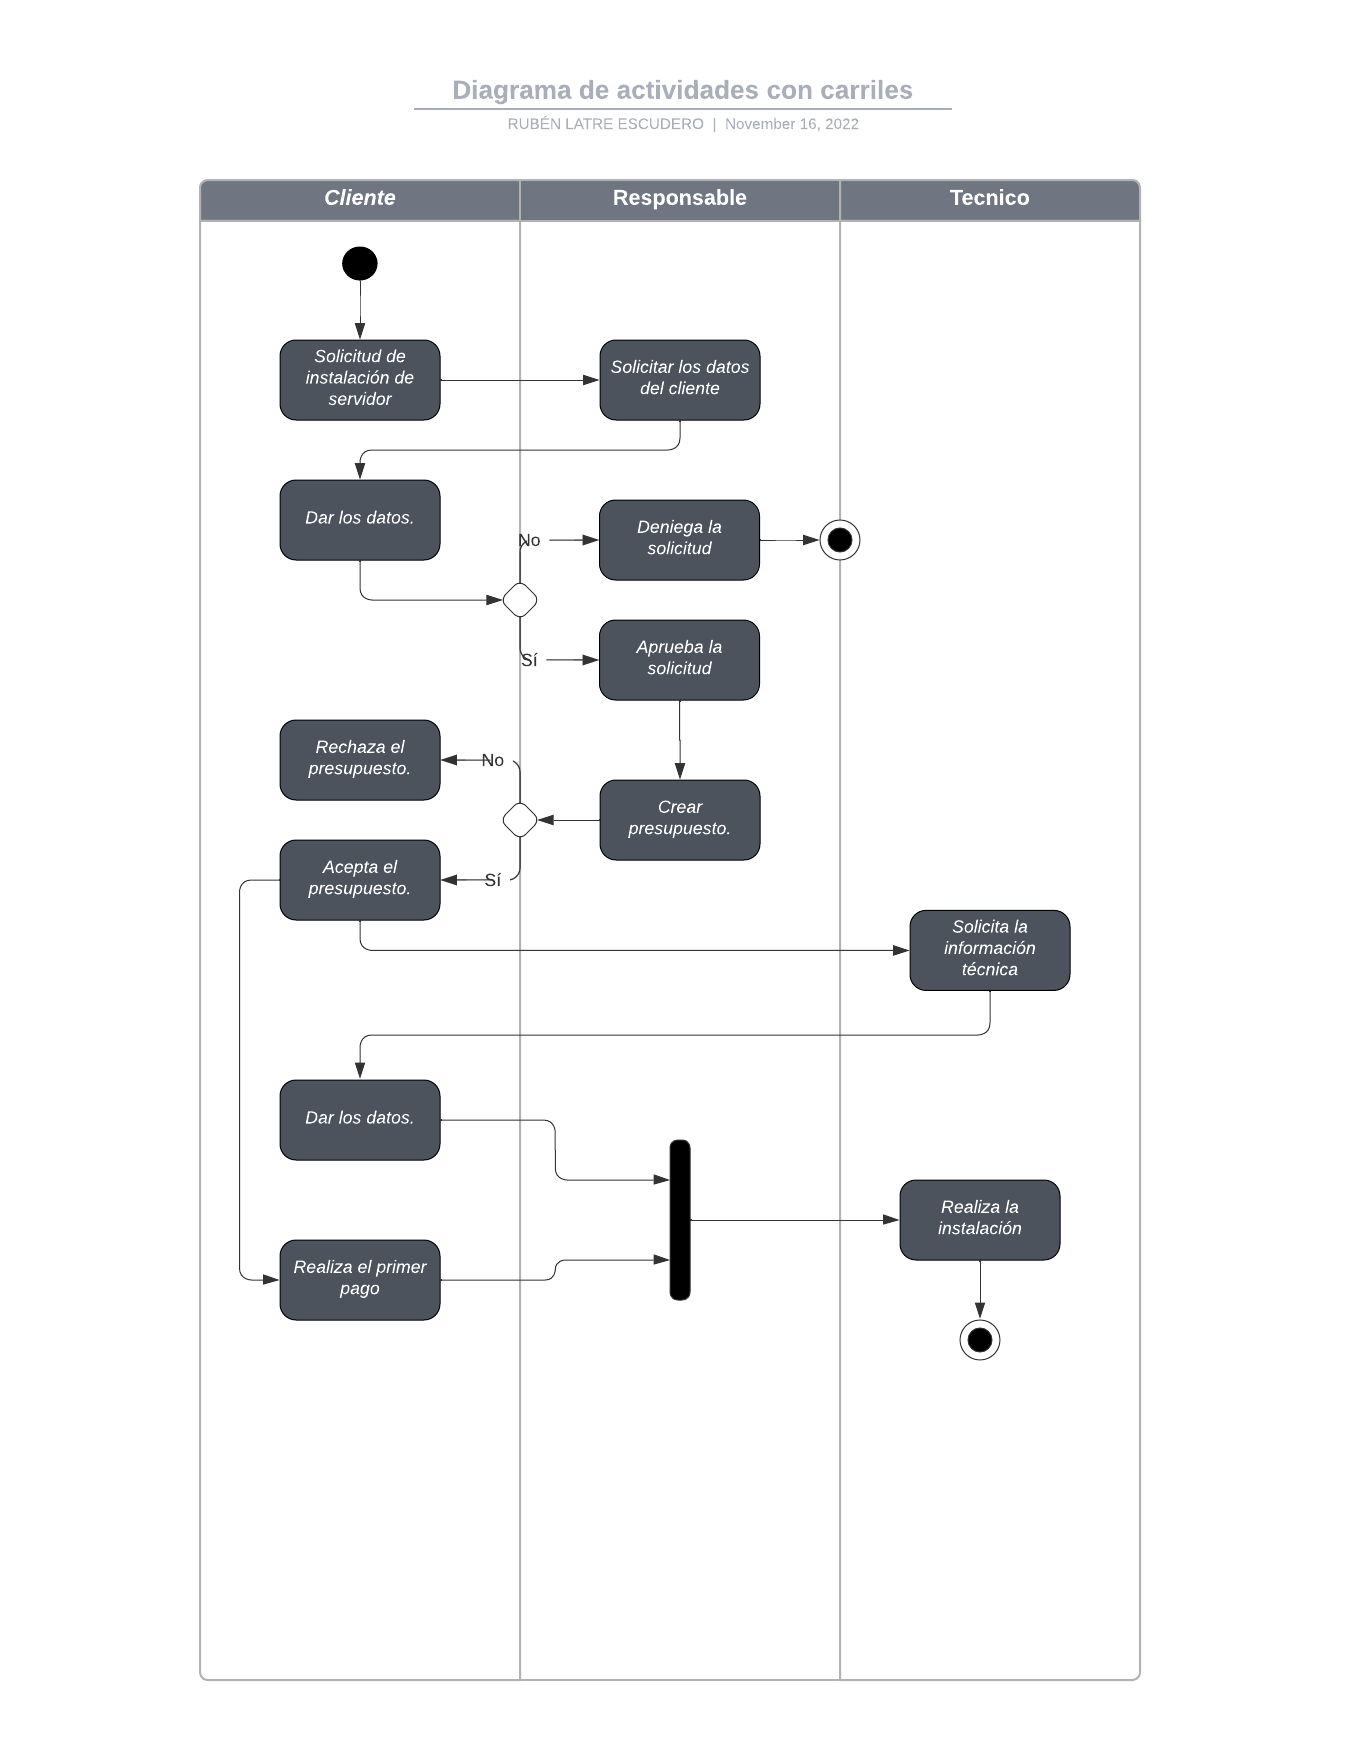 Diagrama de actividades con carriles
RUBÉN LATRE ESCUDERO | November 16, 2022
Cliente
Responsable
Tecnico
Solicitud de
instalación de
servidor
Solicitar los datos
del cliente
Dar los datos.
No
Deniega la
solicitud
Sí
Aprueba la
solicitud
Rechaza el
presupuesto.
No
Crear
presupuesto.
Acepta el
presupuesto.
Sí
Solicita la
información
técnica
Dar los datos.
Realiza la
instalación
Realiza el primer
pago